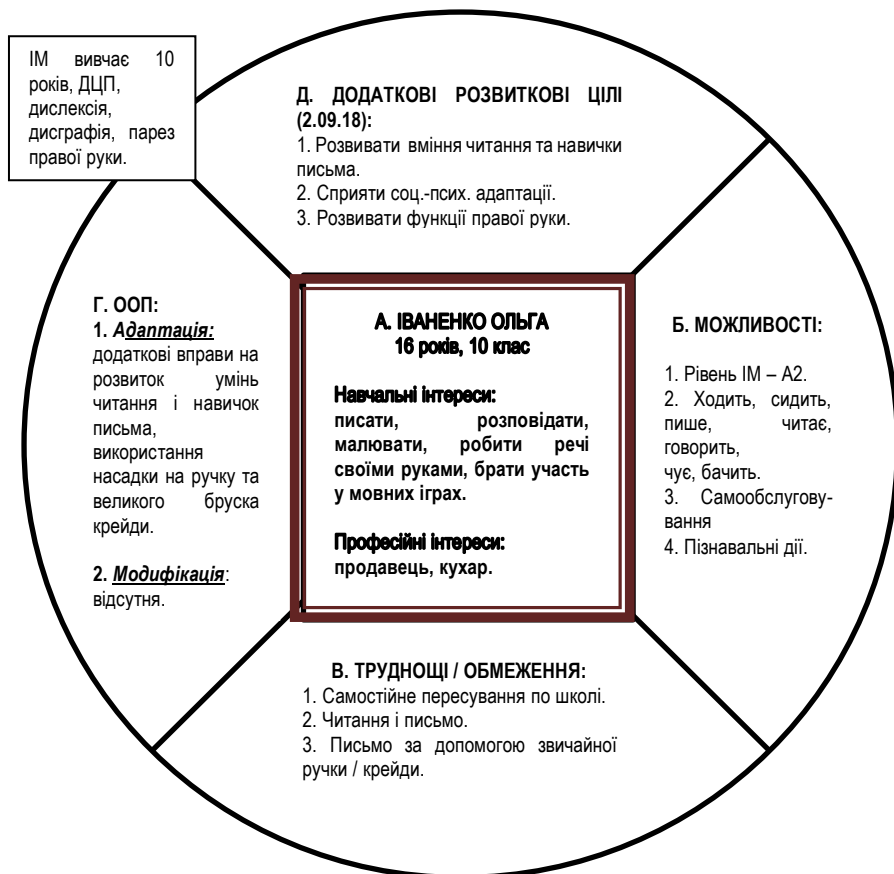 ІМ вивчає 10
років, ДЦП,
дислексія,
дисграфія, парез
правої руки.
Д. ДОДАТКОВІ РОЗВИТКОВІ ЦІЛІ
(2.09.18):
1. Розвивати вміння читання та навички
письма.
2. Сприяти соц.-псих. адаптації.
3. Розвивати функції правої руки.
Г. ООП:
1. Адаптація:
додаткові вправи на
розвиток умінь
читання і навичок
письма,
використання
насадки на ручку та
великого бруска
крейди.
2. Модифікація:
відсутня.
А. ІВАНЕНКО ОЛЬГА
16 років, 10 клас
Навчальні інтереси:
писати, розповідати,
малювати, робити речі
своїми руками, брати участь
у мовних іграх.
Професійні інтереси:
продавець, кухар.
Б. МОЖЛИВОСТІ:
1. Рівень ІМ – А2.
2. Ходить, сидить,
пише, читає,
говорить,
чує, бачить.
3. Самообслугову-
вання
4. Пізнавальні дії.
В. ТРУДНОЩІ / ОБМЕЖЕННЯ:
1. Самостійне пересування по школі.
2. Читання і письмо.
3. Письмо за допомогою звичайної
ручки / крейди.